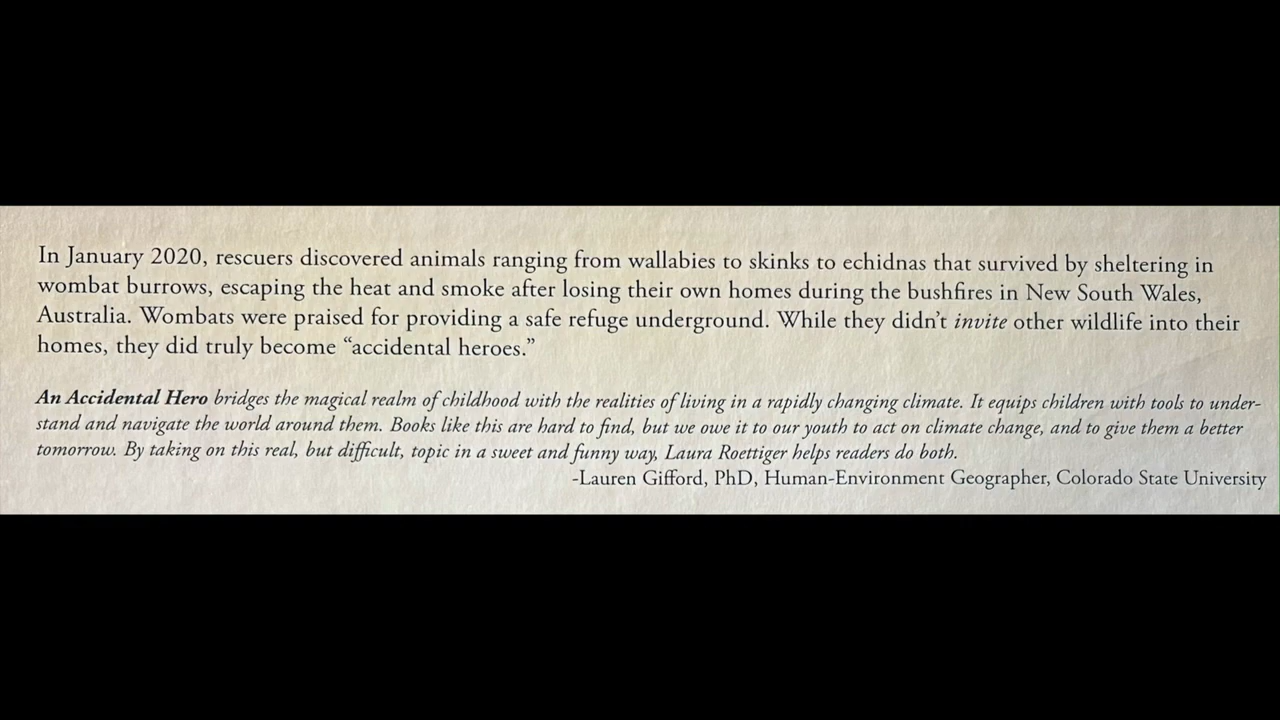 In January 2020, rescuers discovered animals ranging from wallabies to skinks to echidnas that survived by sheltering in
wombat burrows, escaping the heat and smoke after losing their own homes during the bushfires in New South Wales,
Australia. Wombats were praised for providing a safe refuge underground. While they didn’t invite other wildlife into their
homes, they did truly become “accidental heroes.”
An Accidental Hero bridges the magical realm of childhood with the realities of living in a rapidly changing climate. It equips children with tools to under-
stand and navigate the world around them. Books like this are hard to find, but we owe it to our youth to act on climate change, and to give them a better
tomorrow. By taking on this real, but difficult, topic in a sweet and funny way, Laura Roettiger helps readers do both.
-Lauren Gifford, PhD, Human-Environment Geographer, Colorado State University